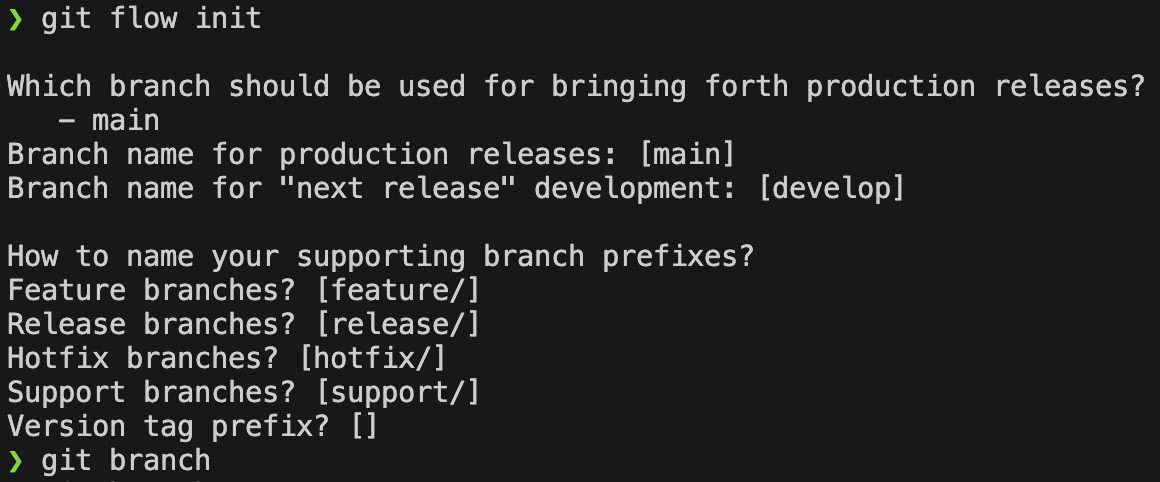 ❯ git flow init
Which branch should be used for bringing forth production releases?
   - main
Branch name for production releases: [main]
Branch name for "next release" development: [develop]
How to name your supporting branch prefixes?
Feature branches? [feature/]
Release branches? [release/]
Hotfix branches? [hotfix/]
Support branches? [support/]
Version tag prefix? []
❯ git branch